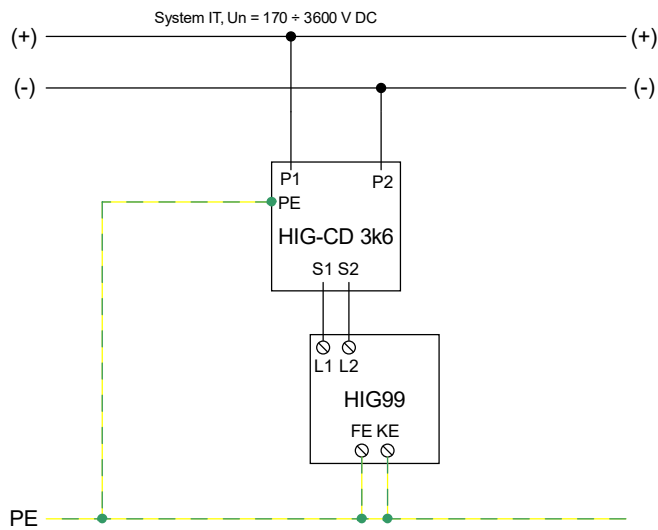 System IT, Un = 170 ÷ 3600 V DC
(+) (+)
(-) (-)
P1 P2
PE
HIG-CD 3k6
S1 S2
L1 L2
HIG99
FE KE
PE